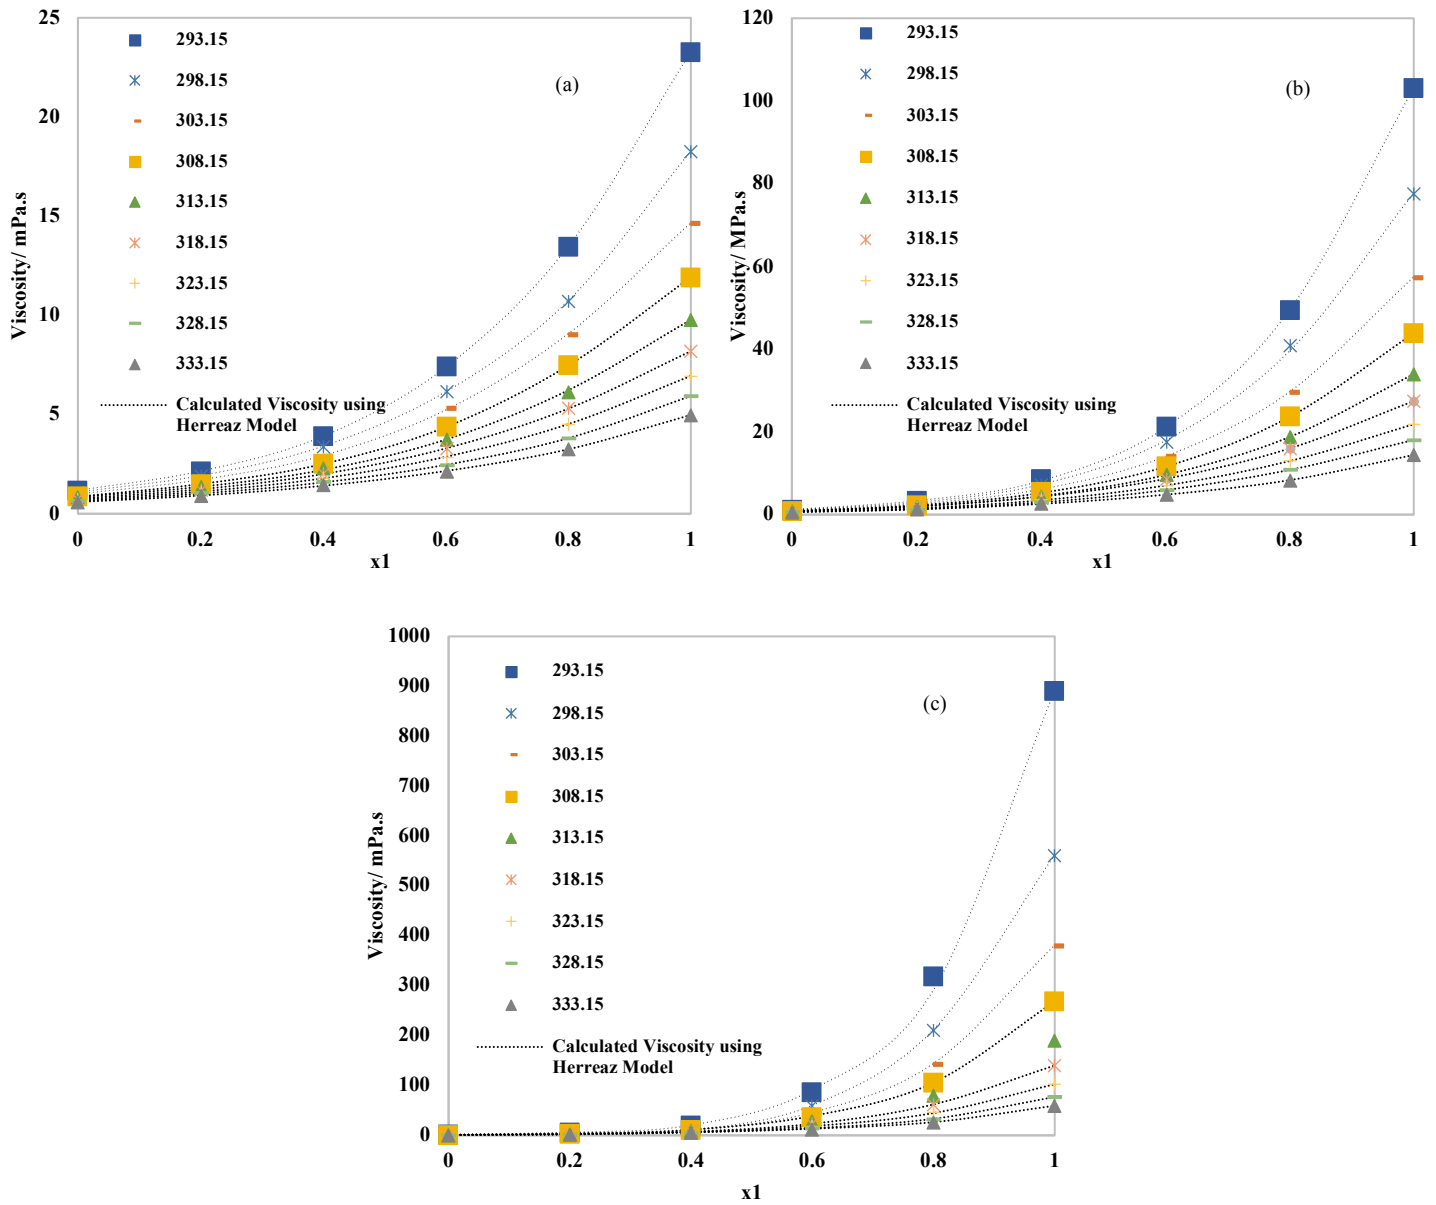 25
20
15
10
5
0
Viscosity/ mPa.s
293.15
298.15
303.15
308.15
313.15
318.15
323.15
328.15
333.15
Calculated Viscosity using
Herreaz Model
(a)
0 0.2 0.4 0.6 0.8 1
x1
120
100
80
60
40
20
0
Viscosity/ MPa.s
293.15
298.15
303.15
308.15
313.15
318.15
323.15
328.15
333.15
Calculated Viscosity using
Herreaz Model
(b)
0 0.2 0.4 0.6 0.8 1
x1
1000
900
800
700
600
500
400
300
200
100
0
Viscosity/ mPa.s
293.15
298.15
303.15
308.15
313.15
318.15
323.15
328.15
333.15
Calculated Viscosity using
Herreaz Model
(c)
0 0.2 0.4 0.6 0.8 1
x1